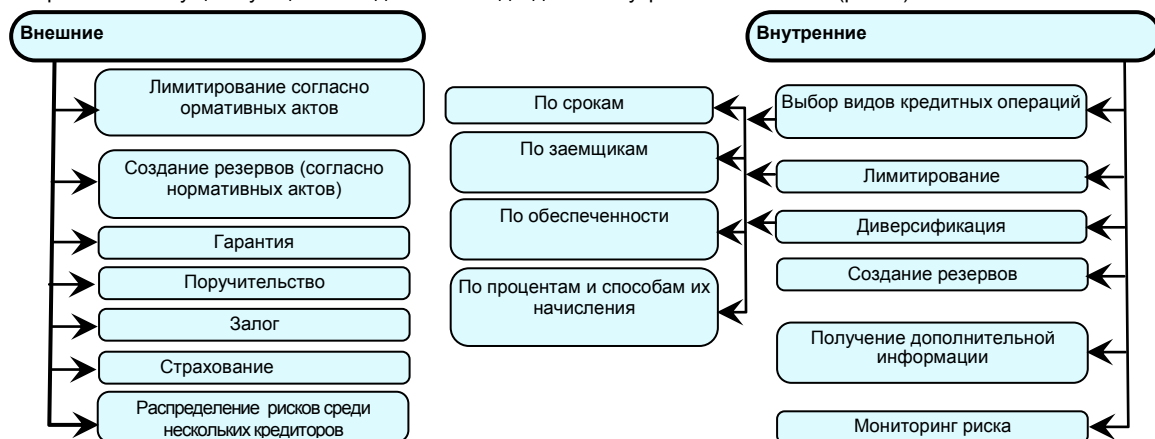 Внешние
Лимитирование согласно
ормативных актов
Создание резервов (согласно
нормативных актов)
Гарантия
Поручительство
Залог
Страхование
Распределение рисков среди
нескольких кредиторов
По срокам
По заемщикам
По обеспеченности
По процентам и способам их
начисления
Внутренние
Выбор видов кредитных операций
Лимитирование
Диверсификация
Создание резервов
Получение дополнительной
информации
Мониторинг риска